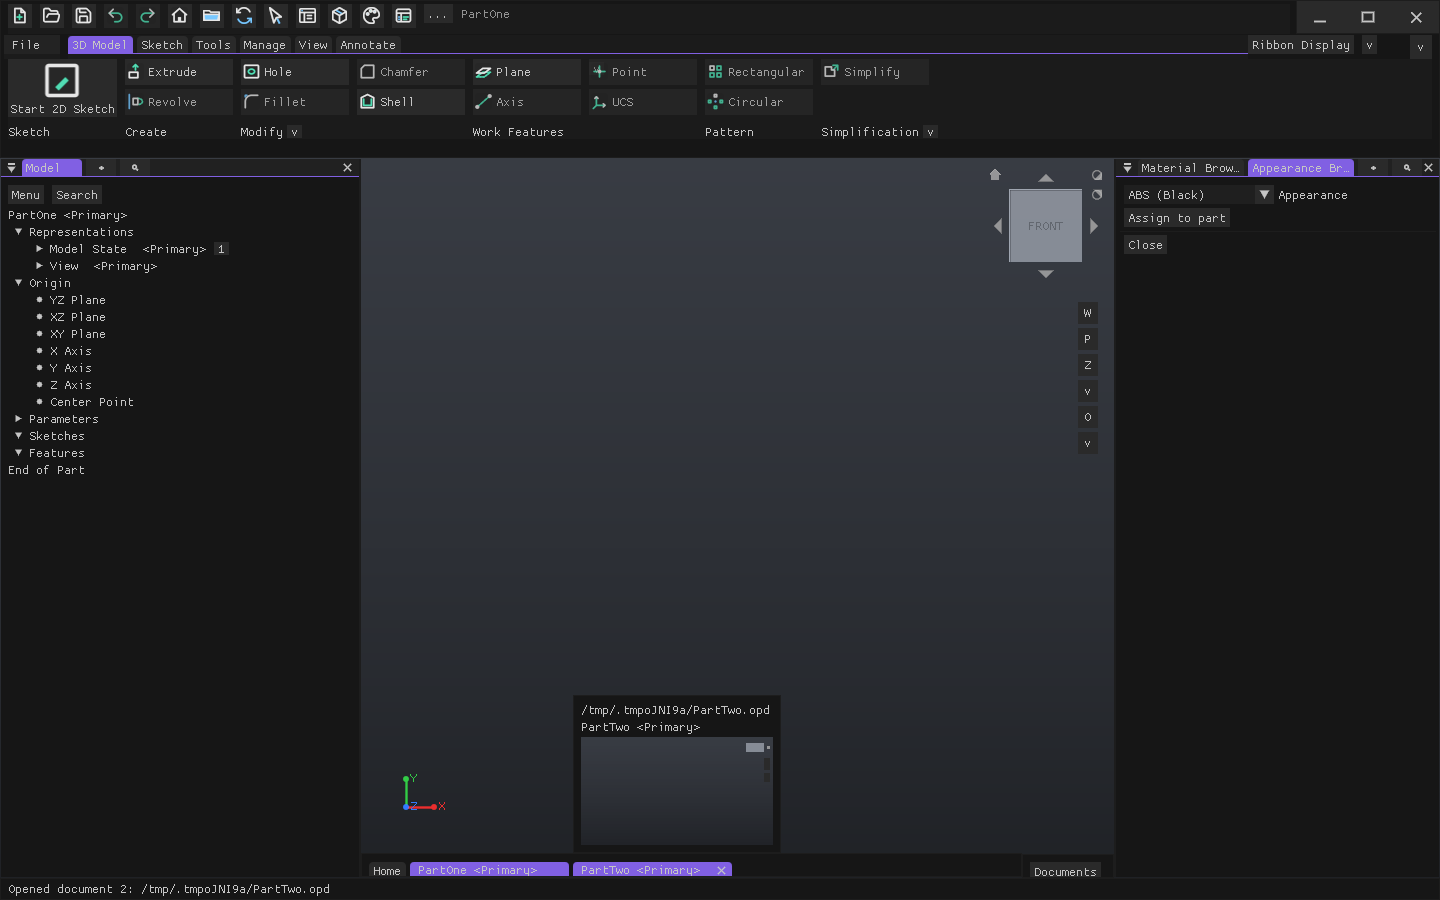 ... PartOne
File 3D Model Sketch Tools Manage View Annotate Ribbon Display v v
Start 2D Sketch
Extrude Hole Chamfer Plane Point Rectangular Simplify
Revolve Fillet Shell Axis UCS Circular
Sketch Create Modify v Work Features Pattern Simplification v
Model
Menu Search
PartOne <Primary>
Representations
Model State <Primary> 1
View <Primary>
Origin
YZ Plane
XZ Plane
XY Plane
X Axis
Y Axis
Z Axis
Center Point
Parameters
Sketches
Features
End of Part
FRONT
W
P
Z
v
O
v
Y
Z X
/tmp/.tmpoJNI9a/PartTwo.opd
PartTwo <Primary>
Home PartOne <Primary> PartTwo <Primary> Documents
Material Brow… Appearance Br…
ABS (Black) Appearance
Assign to part
Close
Opened document 2: /tmp/.tmpoJNI9a/PartTwo.opd